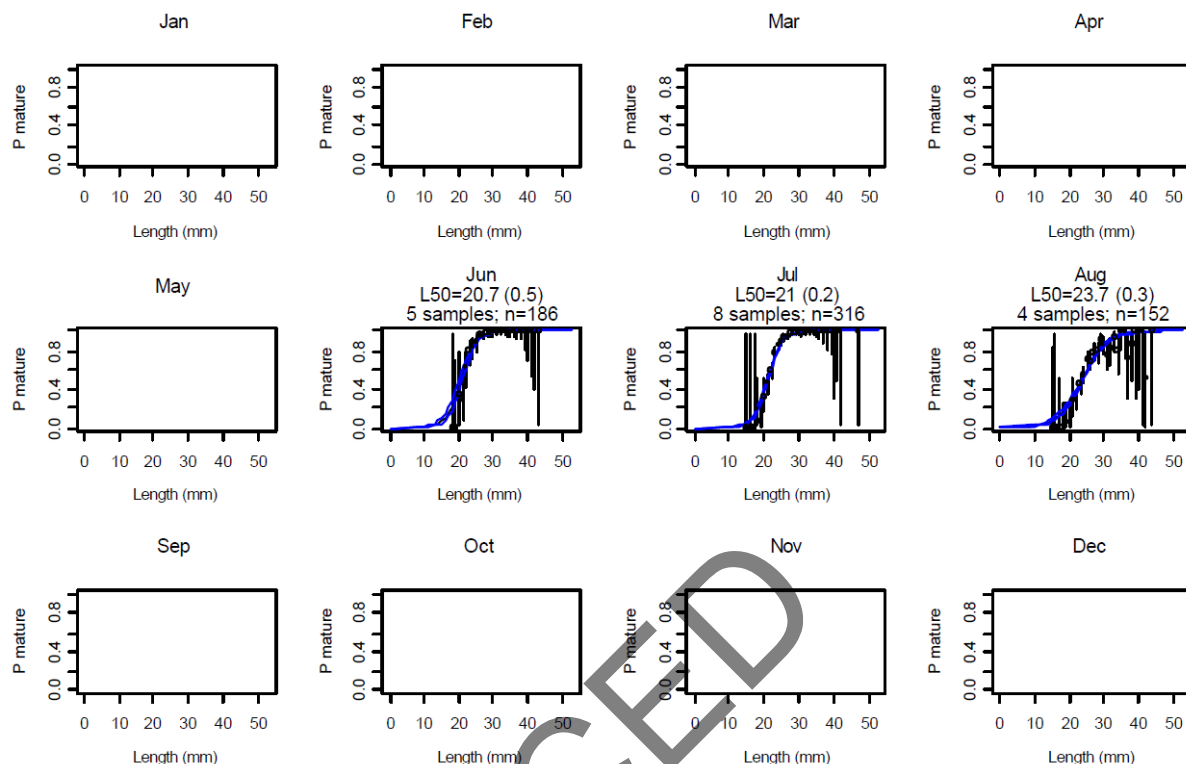 Jan
P mature
0.0 0.4 0.8
0 10 20 30 40 50
Length (mm)
Feb
P mature
0.0 0.4 0.8
0 10 20 30 40 50
Length (mm)
Mar
P mature
0.0 0.4 0.8
0 10 20 30 40 50
Length (mm)
Apr
P mature
0.0 0.4 0.8
0 10 20 30 40 50
Length (mm)
May
P mature
0.0 0.4 0.8
0 10 20 30 40 50
Length (mm)
Jun
L50=20.7 (0.5)
5 samples; n=186
P mature
0.0 0.4 0.8
0 10 20 30 40 50
Length (mm)
Jul
L50=21 (0.2)
8 samples; n=316
P mature
0.0 0.4 0.8
0 10 20 30 40 50
Length (mm)
Aug
L50=23.7 (0.3)
4 samples; n=152
P mature
0.0 0.4 0.8
0 10 20 30 40 50
Length (mm)
Sep
P mature
0.0 0.4 0.8
0 10 20 30 40 50
Length (mm)
Oct
P mature
0.0 0.4 0.8
0 10 20 30 40 50
Length (mm)
Nov
P mature
0.0 0.4 0.8
0 10 20 30 40 50
Length (mm)
Dec
P mature
0.0 0.4 0.8
0 10 20 30 40 50
Length (mm)
CED